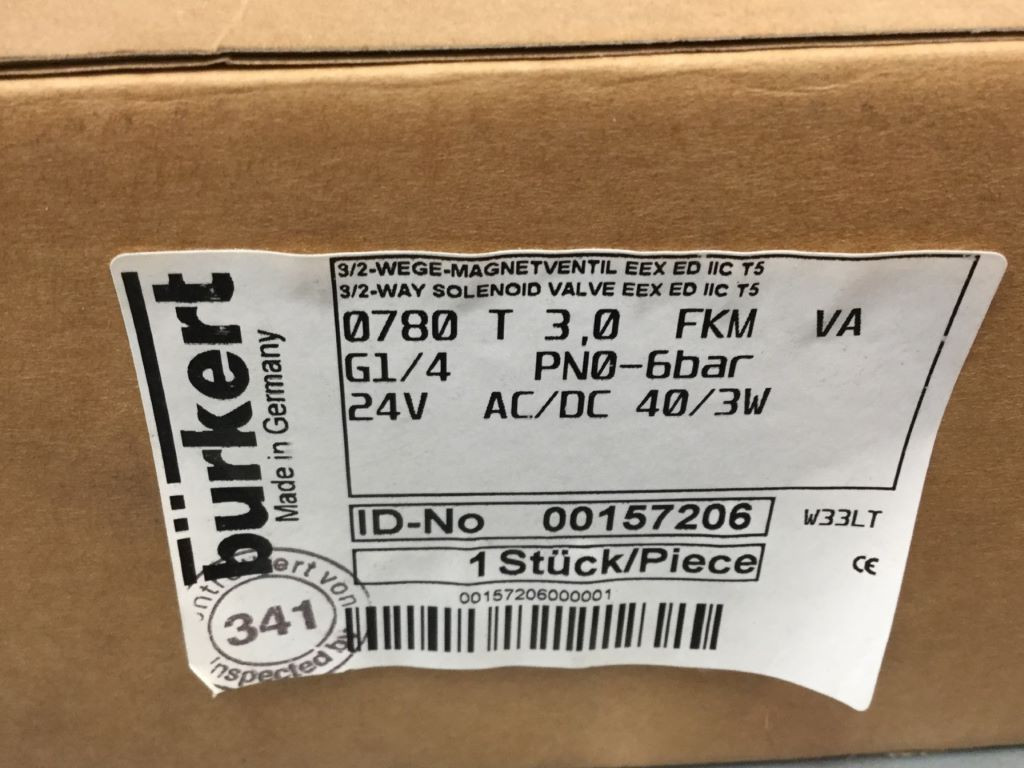 bürkert
Made in Germany
3/2-WEGE-MAGNETVENTIL EEX ED IIC T5
3/2-WAY SOLENOID VALVE EEX ED IIC T5
0780 T 3,0 FKM VA
G1/4 PN0-6bar
24V AC/DC 40/3W
ID-No 00157206
W33LT
1 Stück/Piece
CE
00157206000001
von
341
Inspected by